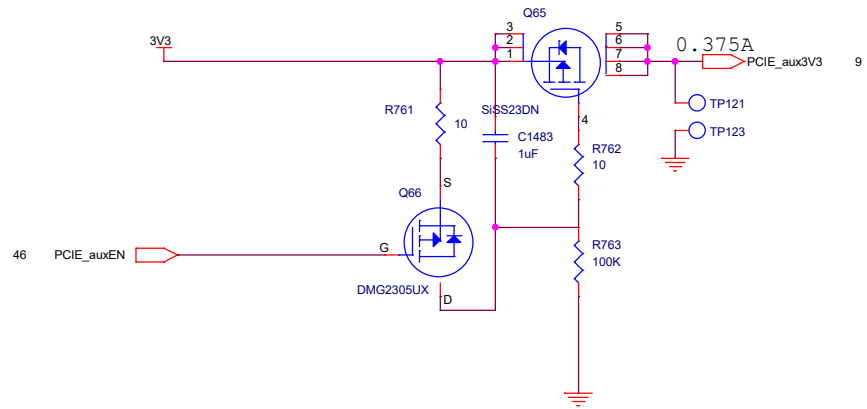 Q65
3V3
3
2
1
5
6
7
8
0.375A
PCIE_aux3V3
9
TP121
TP123
R761
10
SiSS23DN
C1483
1uF
4
R762
10
S
Q66
G
46
PCIE_auxEN
R763
100K
DMG2305UX
D